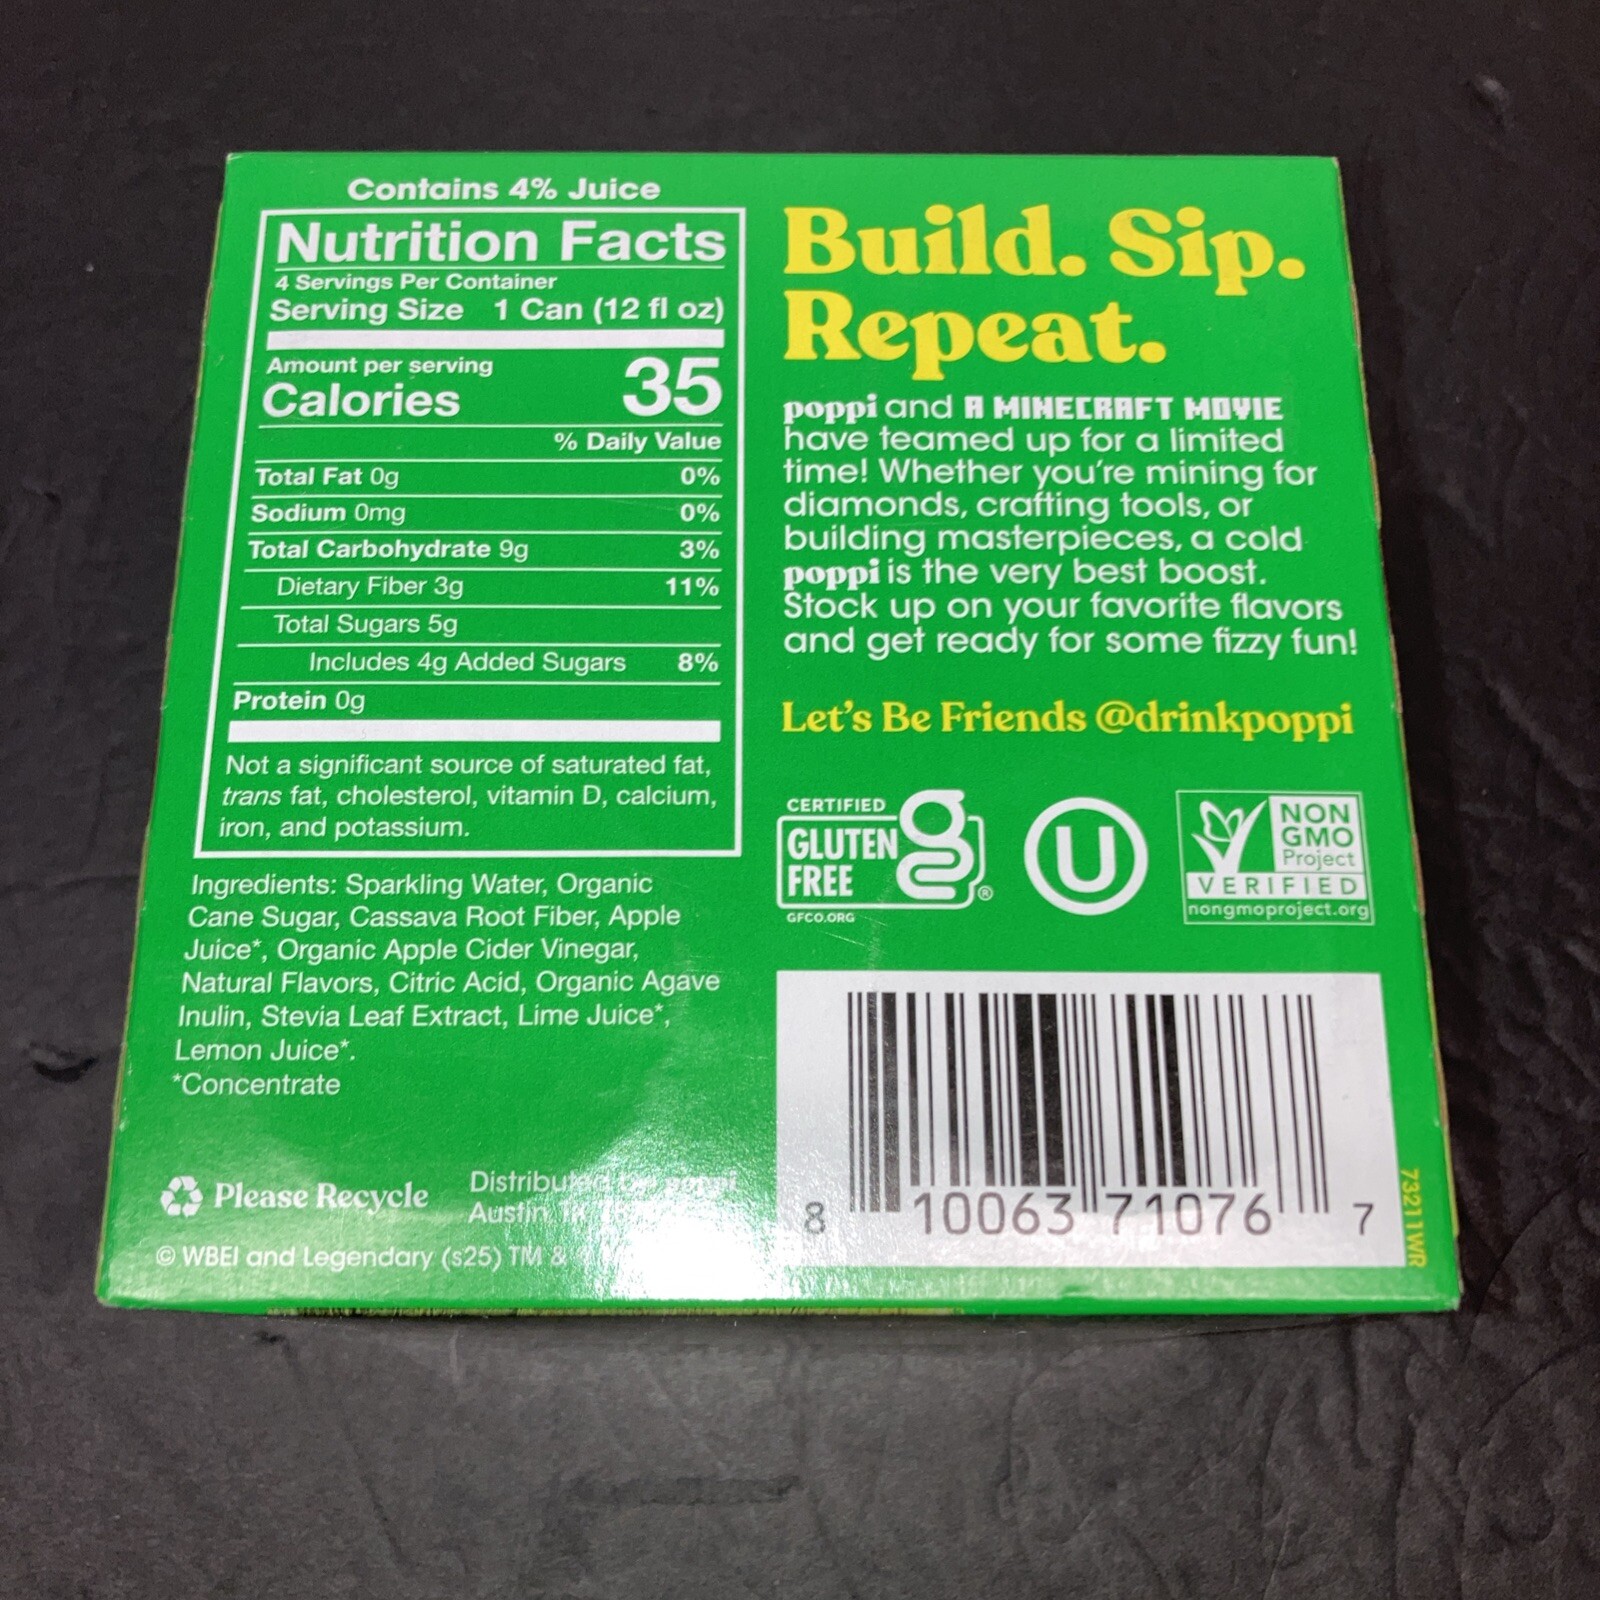 Contains 4% Juice
Nutrition Facts
4 Servings Per Container
Serving Size 1 Can (12 fl oz)
Amount per serving
Calories 35
% Daily Value
Total Fat 0g 0%
Sodium 0mg 0%
Total Carbohydrate 9g 3%
Dietary Fiber 3g 11%
Total Sugars 5g
Includes 4g Added Sugars 8%
Protein 0g
Not a significant source of saturated fat,
trans fat, cholesterol, vitamin D, calcium,
iron, and potassium.
Ingredients: Sparkling Water, Organic
Cane Sugar, Cassava Root Fiber, Apple
Juice*, Organic Apple Cider Vinegar,
Natural Flavors, Citric Acid, Organic Agave
Inulin, Stevia Leaf Extract, Lime Juice*,
Lemon Juice*.
*Concentrate
Please Recycle
Distributed by poppi
Austin TX
© WBEI and Legendary (s25) TM &
Build. Sip.
Repeat.
poppi and A MINECRAFT MOVIE
have teamed up for a limited
time! Whether you're mining for
diamonds, crafting tools, or
building masterpieces, a cold
poppi is the very best boost.
Stock up on your favorite flavors
and get ready for some fizzy fun!
Let's Be Friends @drinkpoppi
CERTIFIED
GLUTEN
FREE
g
®
GFCO.ORG
U
NON
GMO
Project
VERIFIED
nongmoproject.org
8 10063 71076 7
73211WR